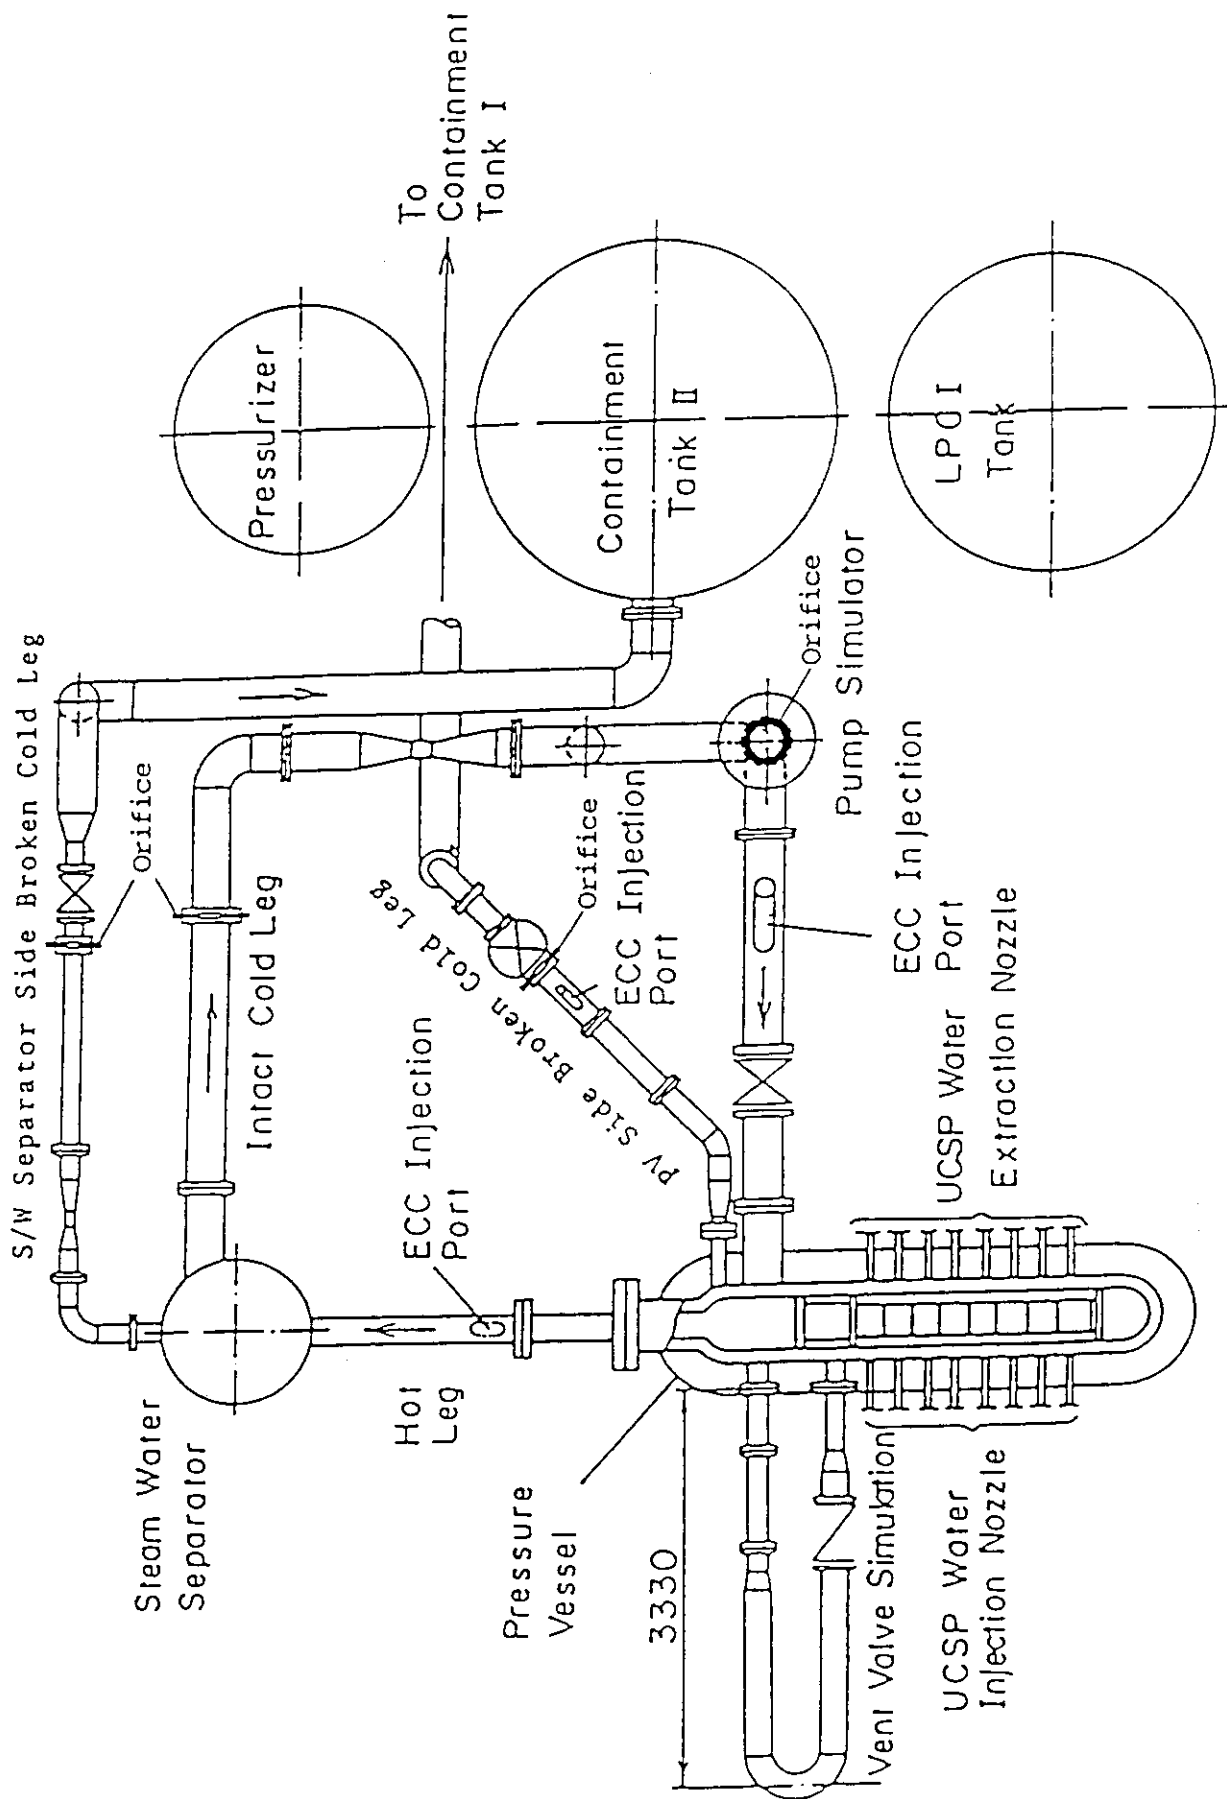 S/W Separator Side Broken Cold Leg
Orifice
Intact Cold Leg
Steam Water
Separator
Hot
Leg
ECC Injection
Port
Pressure
Vessel
3330
Vent Valve Simulation
UCSP Water
Injection Nozzle
UCSP Water
Extraction Nozzle
ECC Injection
Port
PV Side Broken Cold Leg
Orifice
ECC Injection
Port
Orifice
Pump Simulator
To
Containment
Tank I
Pressurizer
Containment
Tank II
LPCI
Tank